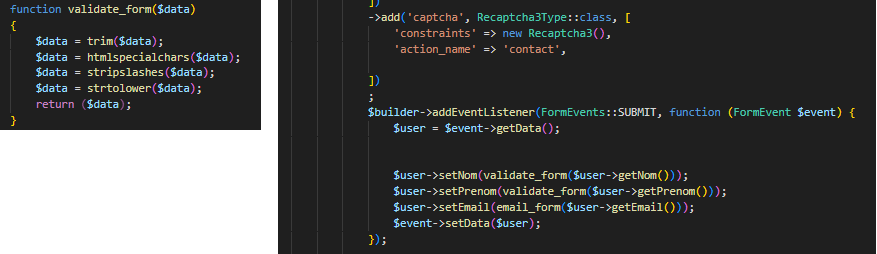 function validate_form($data)
{
    $data = trim($data);
    $data = htmlspecialchars($data);
    $data = stripslashes($data);
    $data = strtolower($data);
    return ($data);
}
])
->add('captcha', Recaptcha3Type::class, [
    'constraints' => new Recaptcha3(),
    'action_name' => 'contact',
])
;
$builder->addEventListener(FormEvents::SUBMIT, function (FormEvent $event) {
    $user = $event->getData();
    $user->setNom(validate_form($user->getNom()));
    $user->setPrenom(validate_form($user->getPrenom()));
    $user->setEmail(email_form($user->getEmail()));
    $event->setData($user);
});